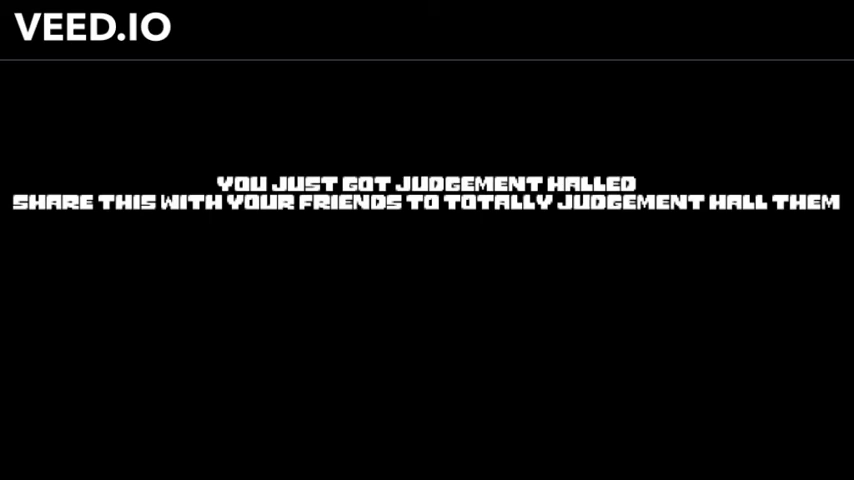 VEED.IO
YOU JUST GOT JUDGEMENT HALLED
SHARE THIS WITH YOUR FRIENDS TO TOTALLY JUDGEMENT HALL THEM